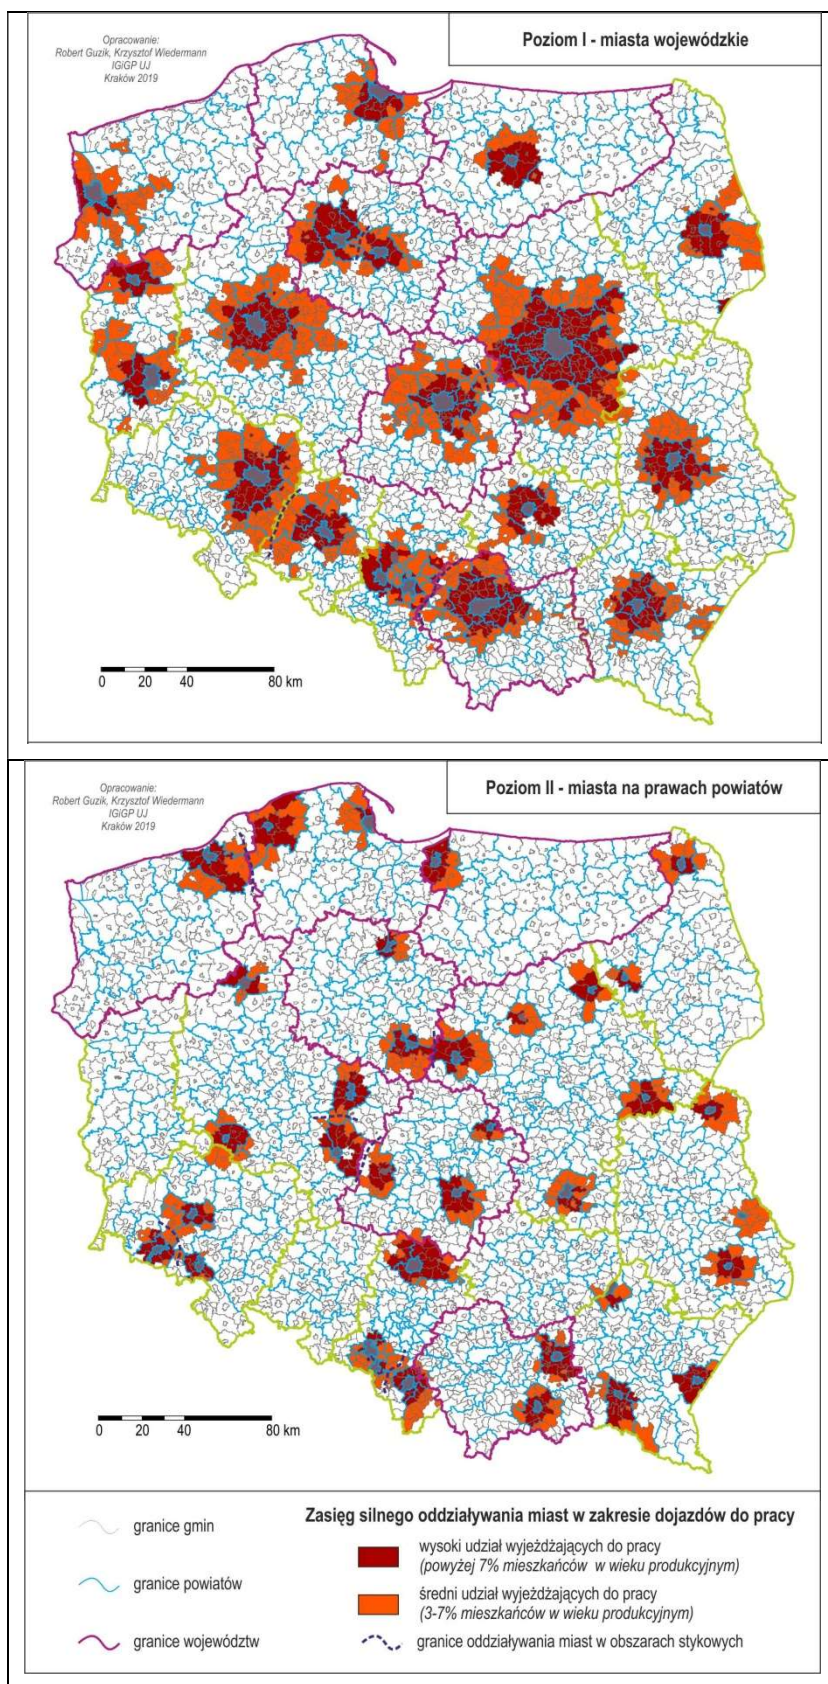 Opracowanie:
Robert Guzik, Krzysztof Wiedermann
IGiGP UJ
Kraków 2019
Poziom I - miasta wojewódzkie
0 20 40 80 km
Opracowanie:
Robert Guzik, Krzysztof Wiedermann
IGiGP UJ
Kraków 2019
Poziom II - miasta na prawach powiatów
0 20 40 80 km
Zasięg silnego oddziaływania miast w zakresie dojazdów do pracy
granice gmin
granice powiatów
granice województw
wysoki udział wyjeżdżających do pracy
(powyżej 7% mieszkańców w wieku produkcyjnym)
średni udział wyjeżdżających do pracy
(3-7% mieszkańców w wieku produkcyjnym)
granice oddziaływania miast w obszarach stykowych